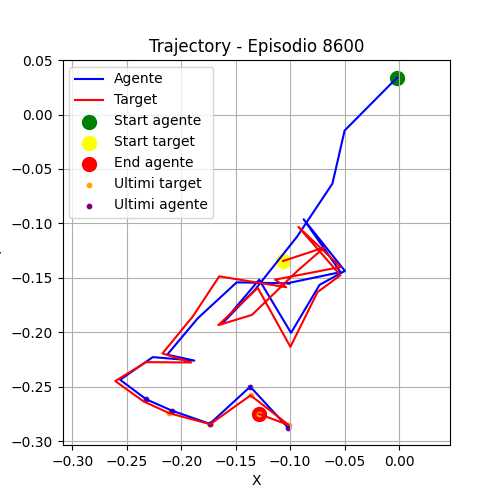 Trajectory - Episodio 8600
Agente
Target
Start agente
Start target
End agente
Ultimi target
Ultimi agente
0.05
0.00
−0.05
−0.10
−0.15
−0.20
−0.25
−0.30
−0.30 −0.25 −0.20 −0.15 −0.10 −0.05 0.00
X